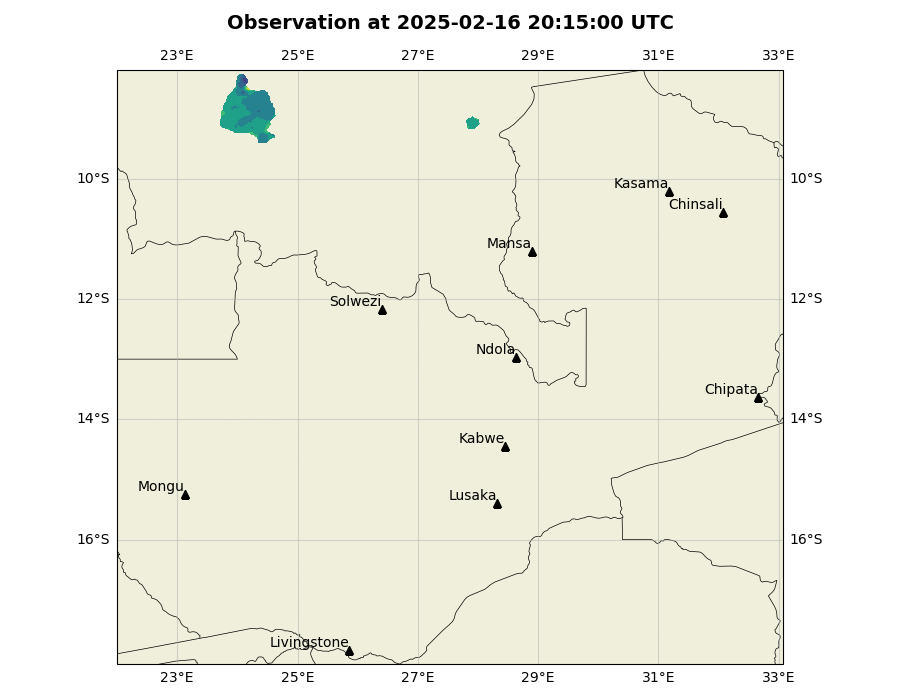 Observation at 2025-02-16 20:15:00 UTC
23°E 25°E 27°E 29°E 31°E 33°E
10°S 10°S
Kasama
Chinsali
Mansa
12°S 12°S
Solwezi
Ndola
Chipata
14°S 14°S
Kabwe
Mongu
Lusaka
16°S 16°S
Livingstone
23°E 25°E 27°E 29°E 31°E 33°E